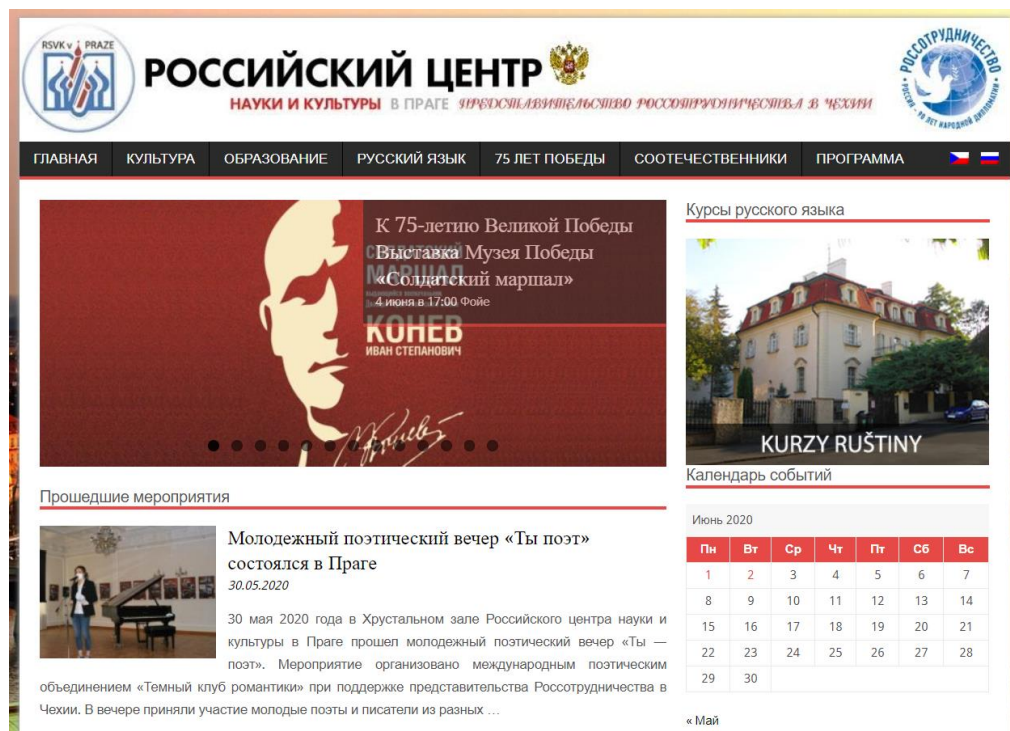 RSVK v PRAZE
РОССИЙСКИЙ ЦЕНТР
НАУКИ И КУЛЬТУРЫ В ПРАГЕ ПРЕДСТАВИТЕЛЬСТВО РОССОТРУДНИЧЕСТВА В ЧЕХИИ
РОССОТРУДНИЧЕСТВО
РОССИЯ - 90 ЛЕТ НАРОДНОЙ ДИПЛОМАТИИ
ГЛАВНАЯ КУЛЬТУРА ОБРАЗОВАНИЕ РУССКИЙ ЯЗЫК 75 ЛЕТ ПОБЕДЫ СООТЕЧЕСТВЕННИКИ ПРОГРАММА
К 75-летию Великой Победы
Выставка Музея Победы
«Солдатский маршал»
4 июня в 17:00 Фойе
СОЛДАТСКИЙ
МАРШАЛ
КОНЕВ
ИВАН СТЕПАНОВИЧ
Прошедшие мероприятия
Молодежный поэтический вечер «Ты поэт»
состоялся в Праге
30.05.2020
30 мая 2020 года в Хрустальном зале Российского центра науки и
культуры в Праге прошел молодежный поэтический вечер «Ты —
поэт». Мероприятие организовано международным поэтическим
объединением «Темный клуб романтики» при поддержке представительства Россотрудничества в
Чехии. В вечере приняли участие молодые поэты и писатели из разных …
Курсы русского языка
KURZY RUŠTINY
Календарь событий
Июнь 2020
Пн Вт Ср Чт Пт Сб Вс
1 2 3 4 5 6 7
8 9 10 11 12 13 14
15 16 17 18 19 20 21
22 23 24 25 26 27 28
29 30
« Май